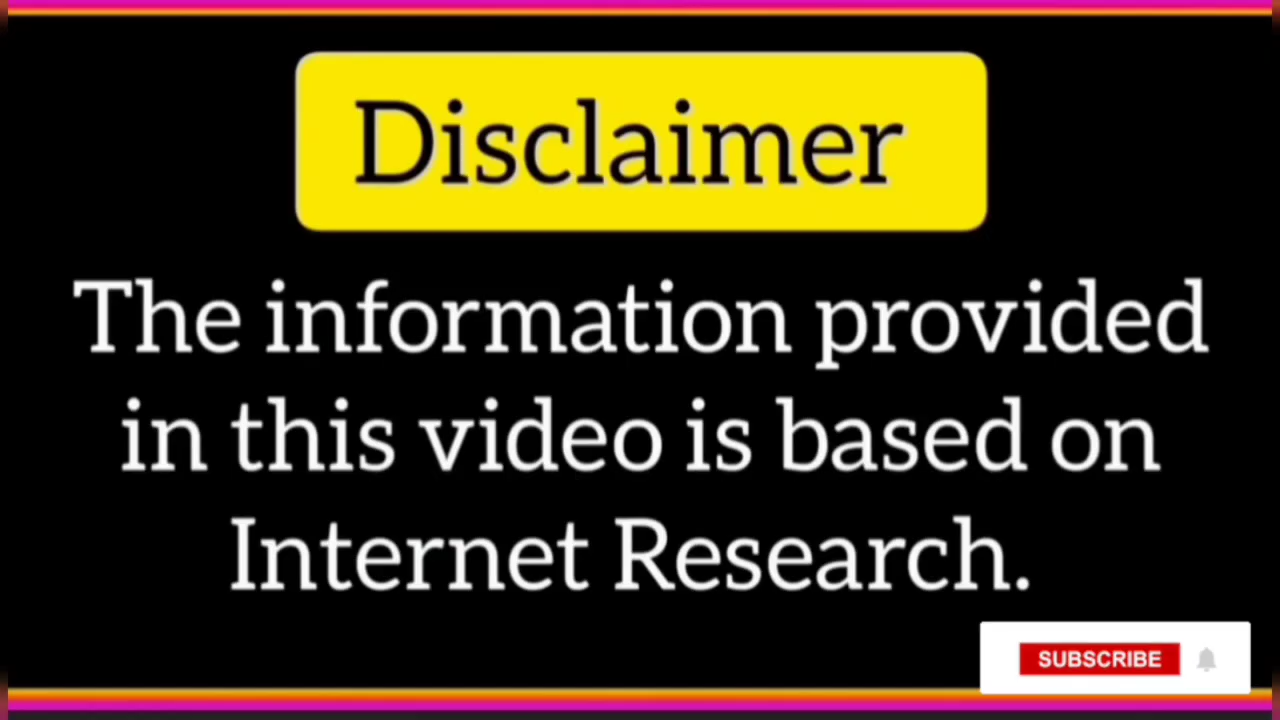 Disclaimer
The information provided
in this video is based on
Internet Research.
SUBSCRIBE